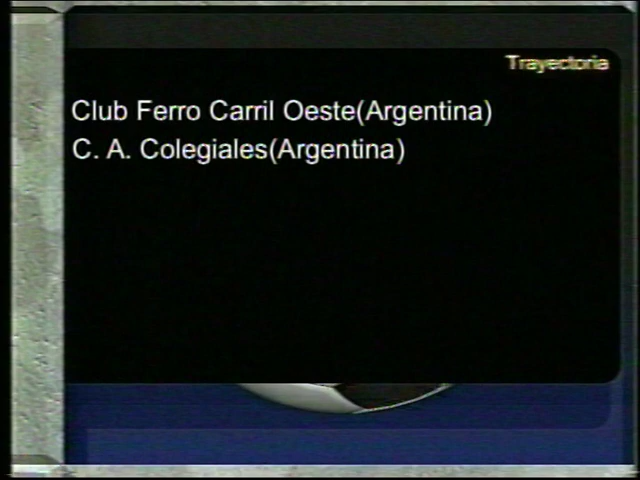 Trayectoria
Club Ferro Carril Oeste(Argentina)
C. A. Colegiales(Argentina)